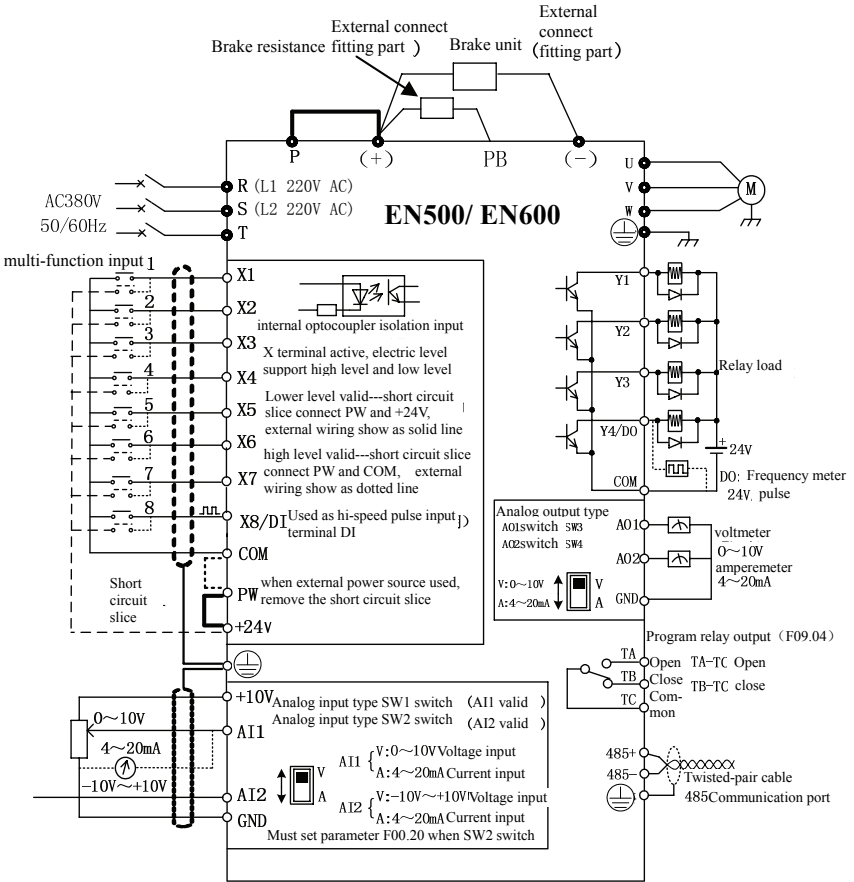 External connect
Brake resistance fitting part )
Brake unit
External
connect
(fitting part)
P
(+)
PB
(-)
AC380V
50/60Hz
R (L1 220V AC)
S (L2 220V AC)
T
EN500/ EN600
U
V
W
M
multi-function input
1
2
3
4
5
6
7
8
X1
X2
X3
X4
X5
X6
X7
X8/DI
COM
PW
+24V
internal optocoupler isolation input
X terminal active, electric level
support high level and low level
Lower level valid---short circuit
slice connect PW and +24V,
external wiring show as solid line
high level valid---short circuit slice
connect PW and COM, external
wiring show as dotted line
Used as hi-speed pulse input
terminal DI
when external power source used,
remove the short circuit slice
Short
circuit
slice
Y1
Y2
Y3
Y4/DO
COM
Relay load
+
24V
DO: Frequency meter
24V. pulse
Analog output type
AO1switch SW3
AO2switch SW4
V:0～10V
A:4～20mA
V
A
AO1
AO2
GND
voltmeter
0～10V
amperemeter
4～20mA
Program relay output（F09.04）
TA
TB
TC
Open
Close
Com-
mon
TA-TC Open
TB-TC close
485+
485-
Twisted-pair cable
485Communication port
+10V
AI1
AI2
GND
0～10V
4～20mA
-10V～+10V
Analog input type SW1 switch （AI1 valid ）
Analog input type SW2 switch （AI2 valid ）
V
A
AI1
V:0～10V Voltage input
A:4～20mA Current input
AI2
V:-10V～+10V Voltage input
A:4～20mA Current input
Must set parameter F00.20 when SW2 switch